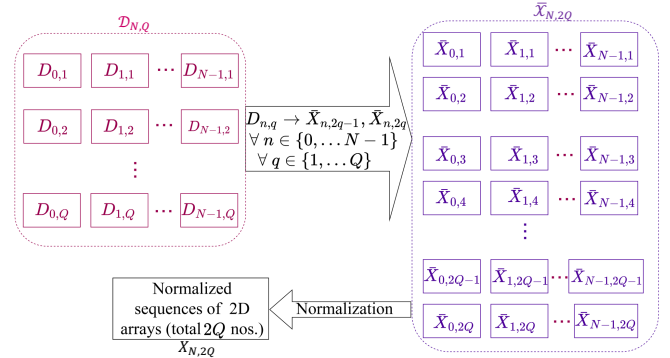 𝒟_{N,Q}
D_{0,1} D_{1,1} ⋯ D_{N−1,1}
D_{0,2} D_{1,2} ⋯ D_{N−1,2}
⋮
D_{0,Q} D_{1,Q} ⋯ D_{N−1,Q}
D_{n,q} → X̄_{n,2q−1}, X̄_{n,2q}
∀ n ∈ {0, … N − 1}
∀ q ∈ {1, … Q}
𝒳̄_{N,2Q}
X̄_{0,1} X̄_{1,1} ⋯ X̄_{N−1,1}
X̄_{0,2} X̄_{1,2} ⋯ X̄_{N−1,2}
X̄_{0,3} X̄_{1,3} ⋯ X̄_{N−1,3}
X̄_{0,4} X̄_{1,4} ⋯ X̄_{N−1,4}
⋮
X̄_{0,2Q−1} X̄_{1,2Q−1} ⋯ X̄_{N−1,2Q−1}
X̄_{0,2Q} X̄_{1,2Q} ⋯ X̄_{N−1,2Q}
Normalization
Normalized
sequences of 2D
arrays (total 2Q nos.)
X_{N,2Q}